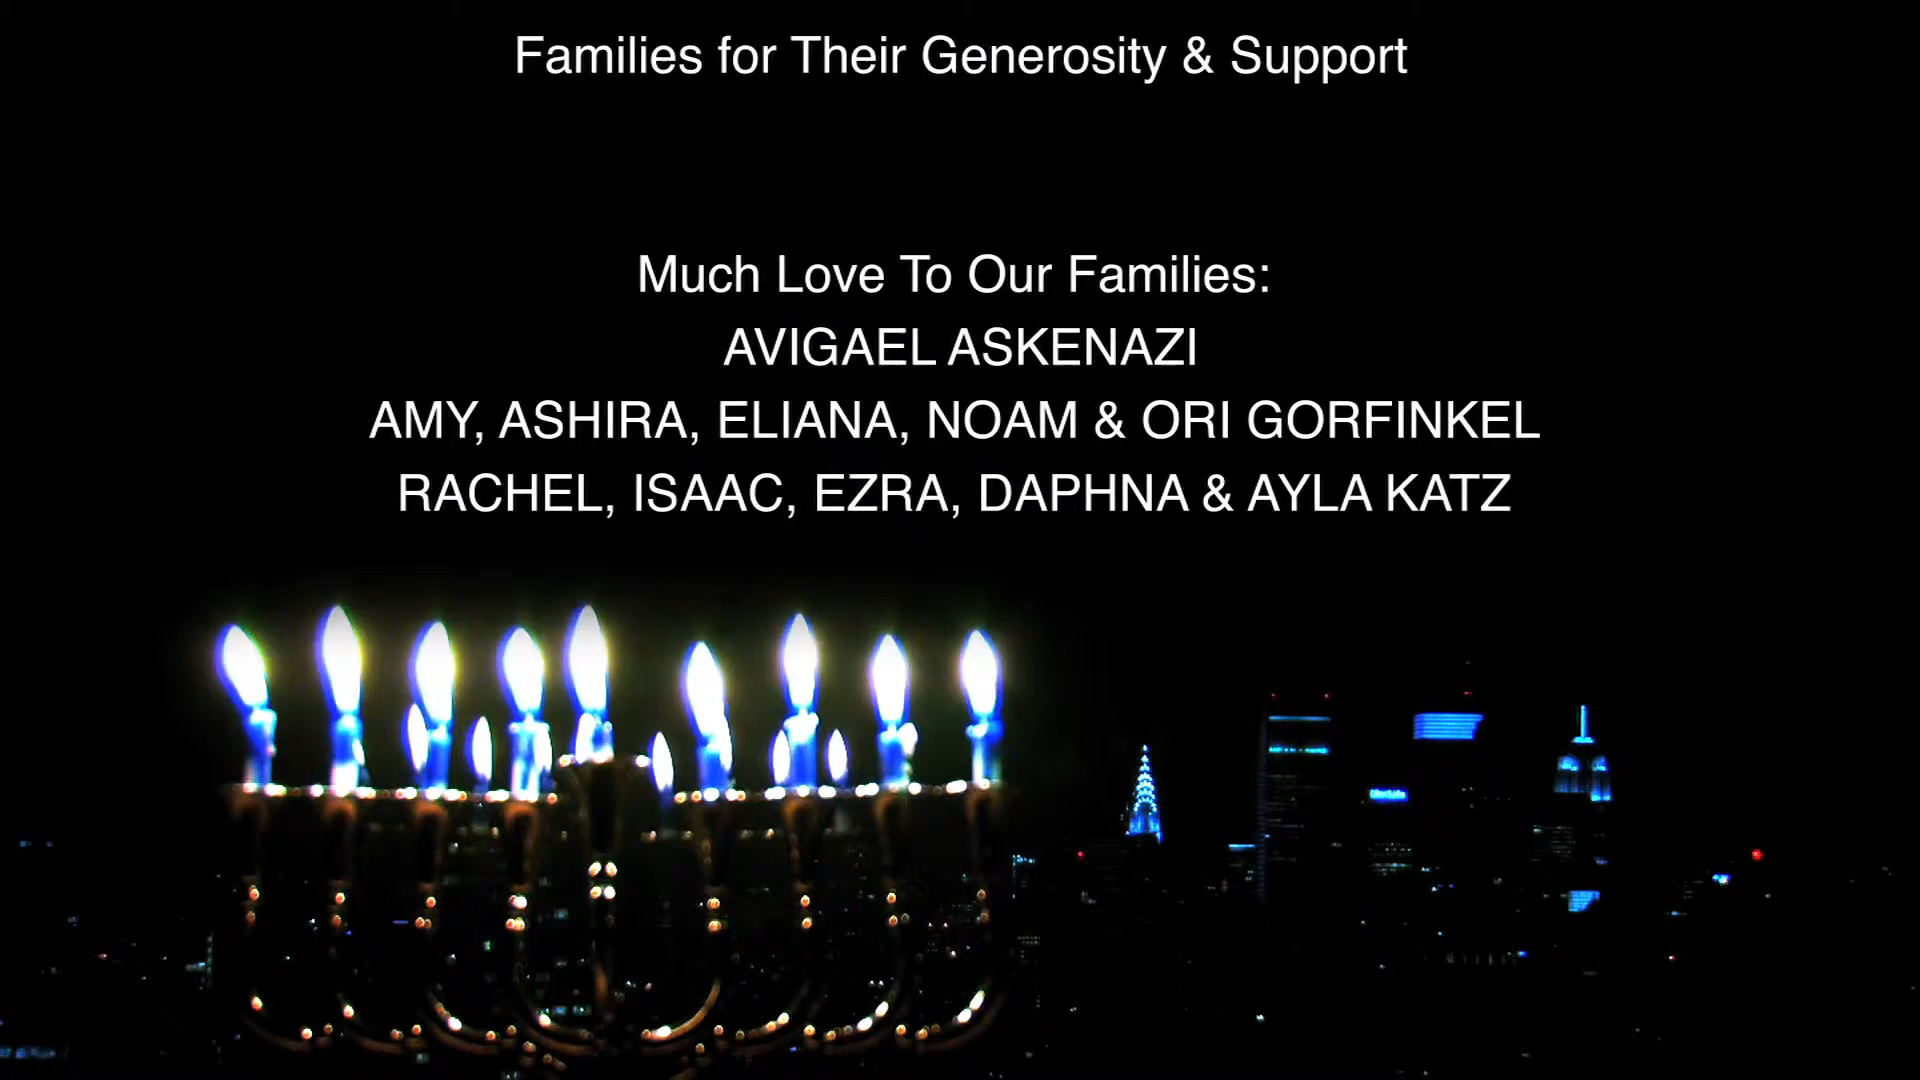 Families for Their Generosity & Support
Much Love To Our Families:
AVIGAEL ASKENAZI
AMY, ASHIRA, ELIANA, NOAM & ORI GORFINKEL
RACHEL, ISAAC, EZRA, DAPHNA & AYLA KATZ